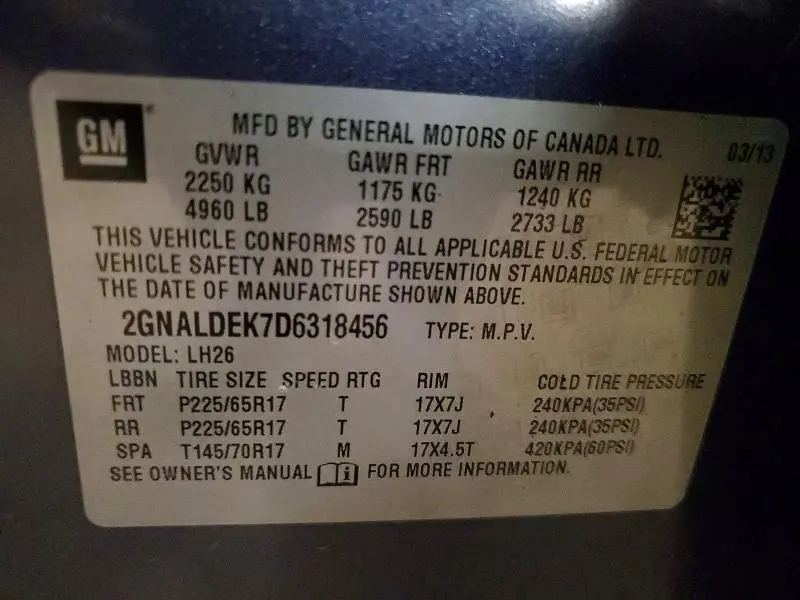 GM
MFD BY GENERAL MOTORS OF CANADA LTD. 03/13
GVWR GAWR FRT GAWR RR
2250 KG 1175 KG 1240 KG
4960 LB 2590 LB 2733 LB
THIS VEHICLE CONFORMS TO ALL APPLICABLE U.S. FEDERAL MOTOR
VEHICLE SAFETY AND THEFT PREVENTION STANDARDS IN EFFECT ON
THE DATE OF MANUFACTURE SHOWN ABOVE.
2GNALDEK7D6318456 TYPE: M.P.V.
MODEL: LH26
LBBN TIRE SIZE SPEED RTG RIM COLD TIRE PRESSURE
FRT P225/65R17 T 17X7J 240KPA(35PSI)
RR P225/65R17 T 17X7J 240KPA(35PSI)
SPA T145/70R17 M 17X4.5T 420KPA(60PSI)
SEE OWNER'S MANUAL FOR MORE INFORMATION.